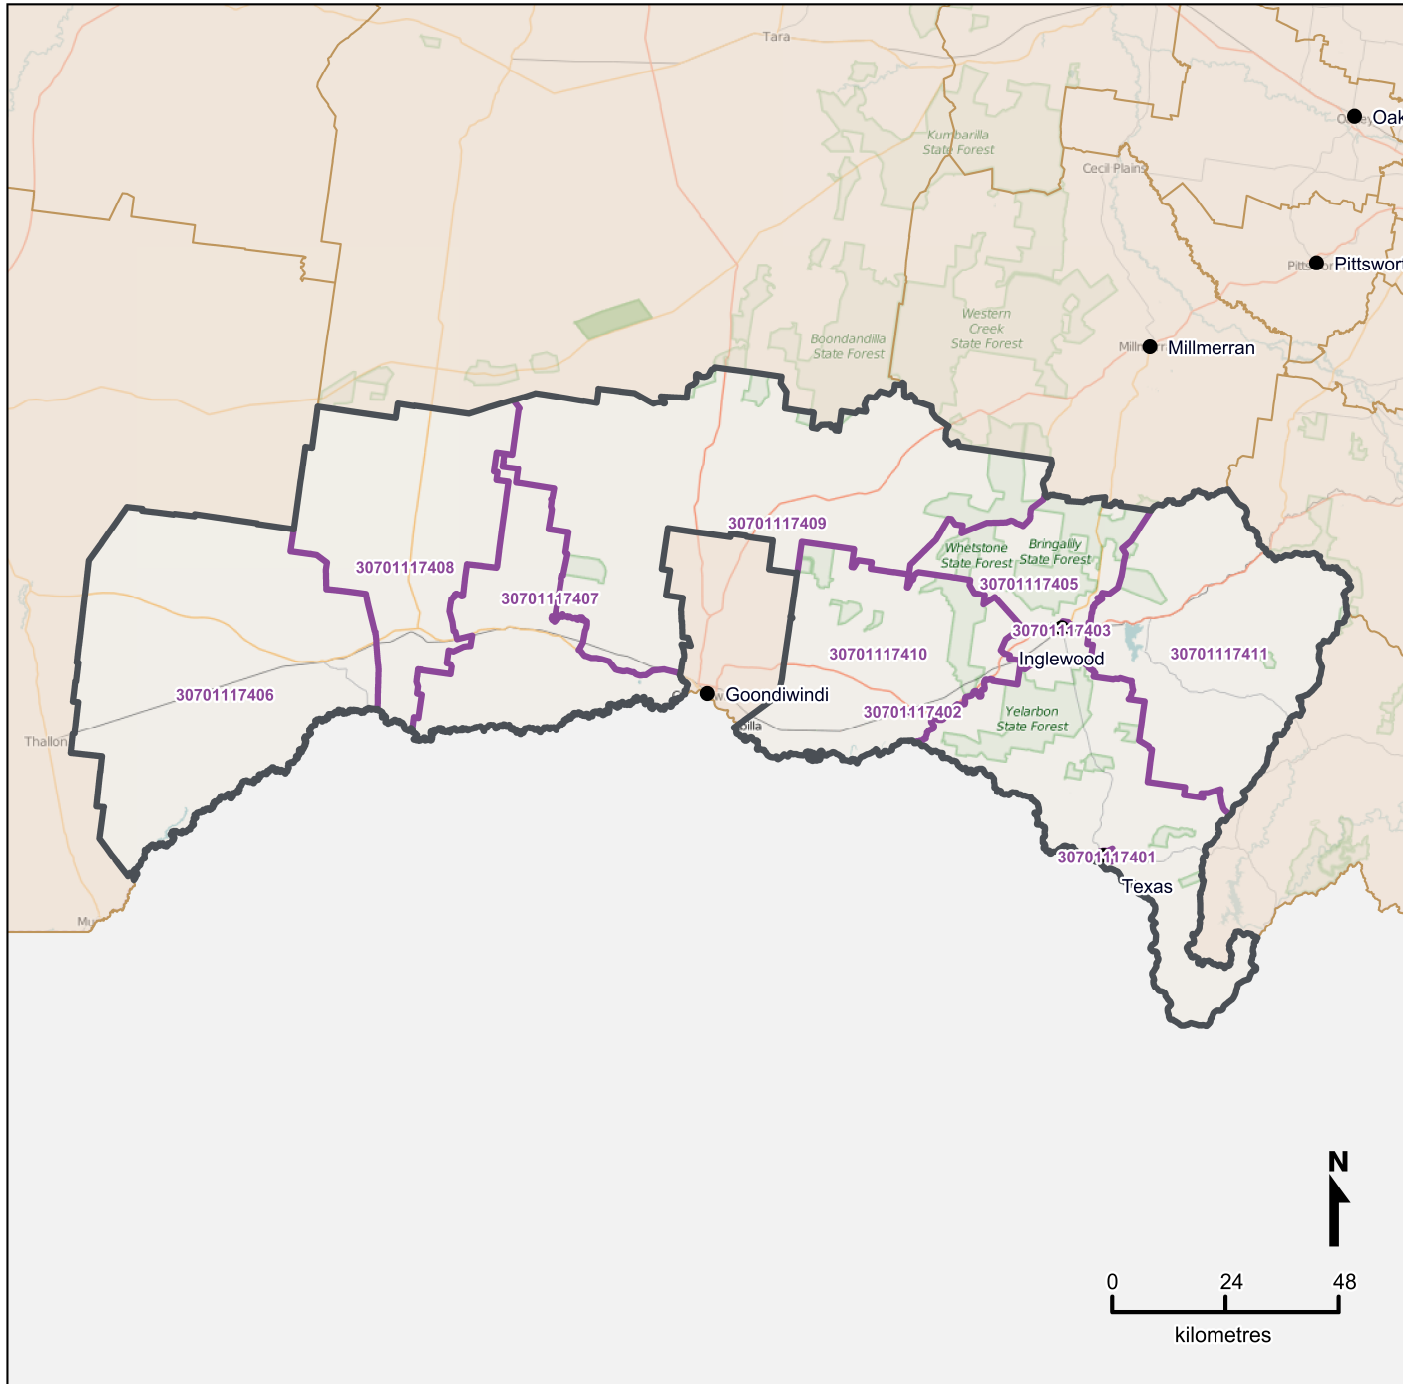 Tara
Kumbarilla
State Forest
Oak
Cecil Plains
Pittswort
Western
Creek
State Forest
Boondandilla
State Forest
Millmerran
30701117409
Whetstone
State Forest
Bringalily
State Forest
30701117408
30701117405
30701117407
30701117403
30701117410
Inglewood
30701117411
30701117406
Goondiwindi
30701117402
Yelarbon
State Forest
Thallon
30701117401
Texas
N
0 24 48
kilometres